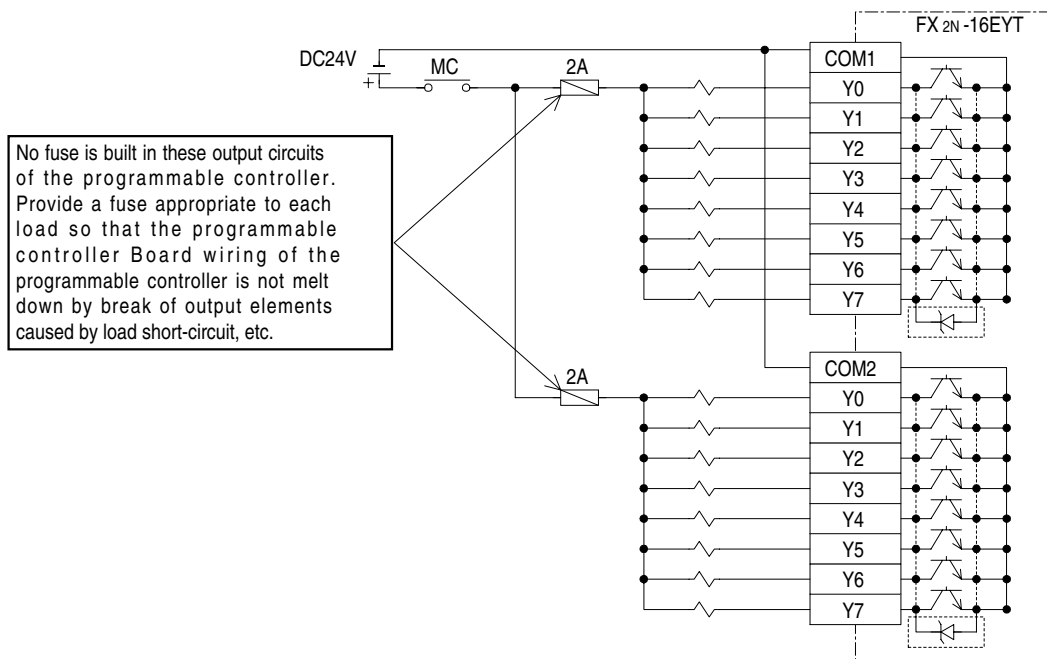 FX 2N -16EYT
DC24V
+
MC
2A
COM1
Y0
Y1
Y2
Y3
Y4
Y5
Y6
Y7
No fuse is built in these output circuits
of the programmable controller.
Provide a fuse appropriate to each
load so that the programmable
controller Board wiring of the
programmable controller is not melt
down by break of output elements
caused by load short-circuit, etc.
2A
COM2
Y0
Y1
Y2
Y3
Y4
Y5
Y6
Y7